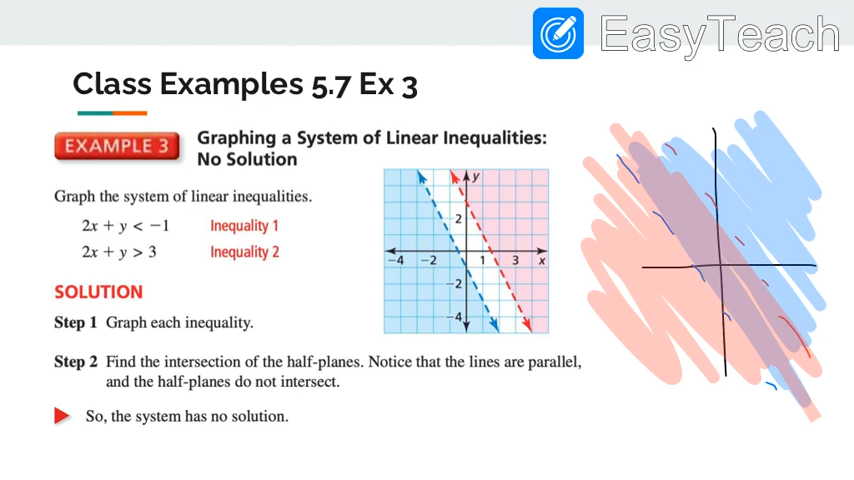 EasyTeach
Class Examples 5.7 Ex 3
EXAMPLE 3
Graphing a System of Linear Inequalities:
No Solution
Graph the system of linear inequalities.
2x + y < −1 Inequality 1
2x + y > 3 Inequality 2
SOLUTION
Step 1 Graph each inequality.
Step 2 Find the intersection of the half-planes. Notice that the lines are parallel,
and the half-planes do not intersect.
So, the system has no solution.
y
2
−4 −2 1 3 x
−2
−4